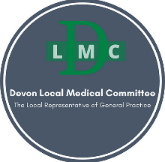 D
L M C
Devon Local Medical Committee
The Local Representative of General Practice